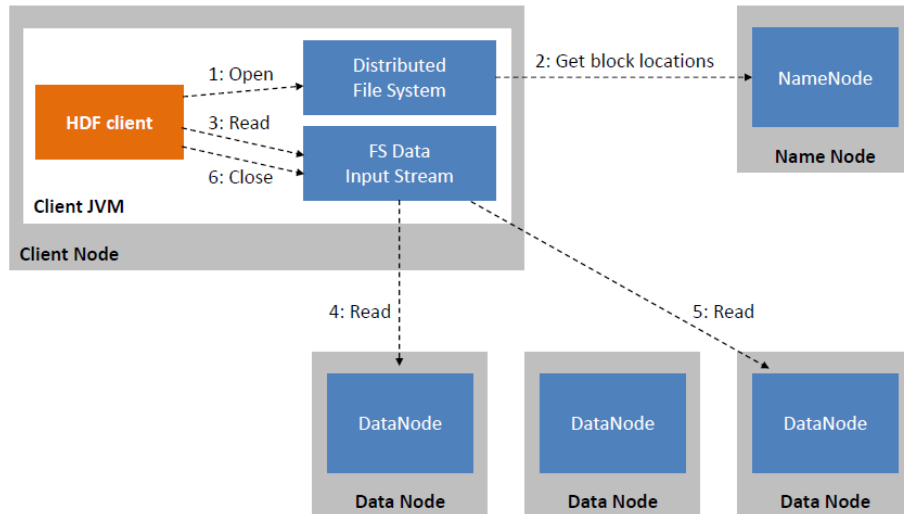 1: Open
Distributed
File System
2: Get block locations
NameNode
HDF client
3: Read
FS Data
Input Stream
6: Close
Name Node
Client JVM
Client Node
4: Read
5: Read
DataNode
DataNode
DataNode
Data Node
Data Node
Data Node